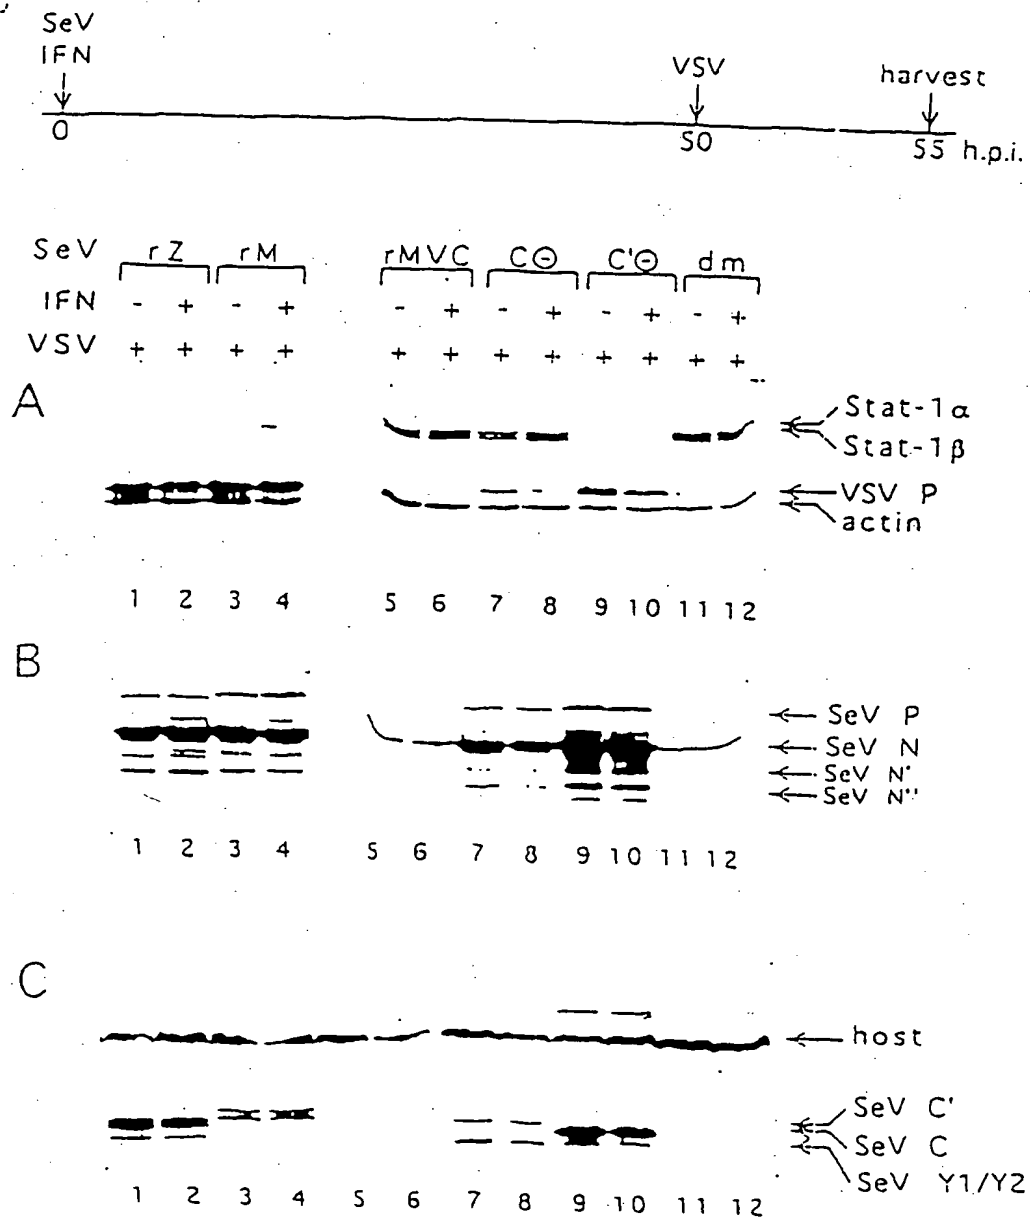 SeV
IFN
VSV
harvest
0
50
55 h.p.i.
SeV rZ rM rMVC C⊖ C'⊖ dm
IFN - + - + - + - + - + - +
VSV + + + + + + + + + + + +
A
Stat-1α
Stat-1β
VSV P
actin
1 2 3 4 5 6 7 8 9 10 11 12
B
SeV P
SeV N
SeV N'
SeV N''
1 2 3 4 5 6 7 8 9 10 11 12
C
host
SeV C'
SeV C
SeV Y1/Y2
1 2 3 4 5 6 7 8 9 10 11 12